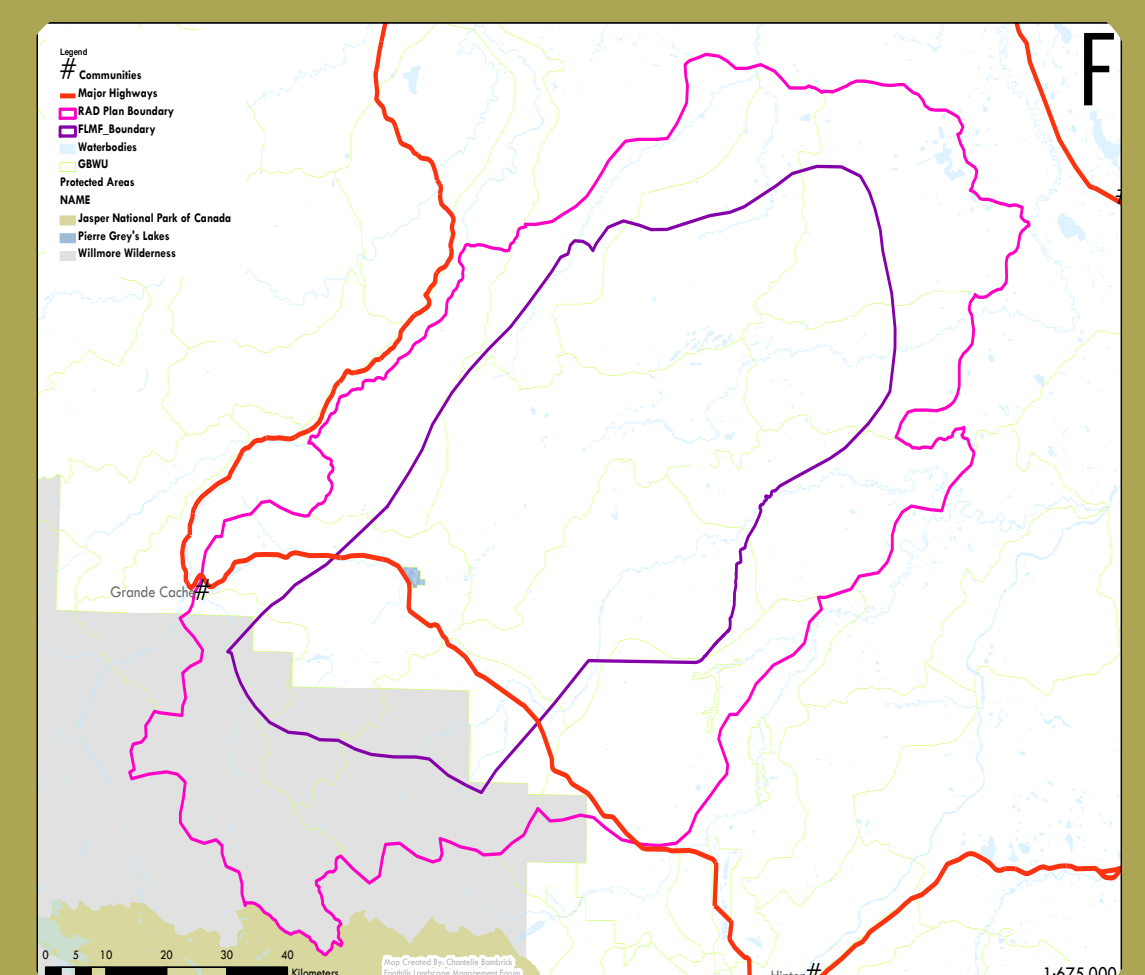 F
Legend
# Communities
Major Highways
RAD Plan Boundary
FLMF_Boundary
Waterbodies
GBWU
Protected Areas
NAME
Jasper National Park of Canada
Pierre Grey's Lakes
Willmore Wilderness
#
Grande Cache #
0 5 10 20 30 40
Kilometers
Map Created By: Chantelle Bambrick
Foothills Landscape Management Forum
Hinton #
1:675,000